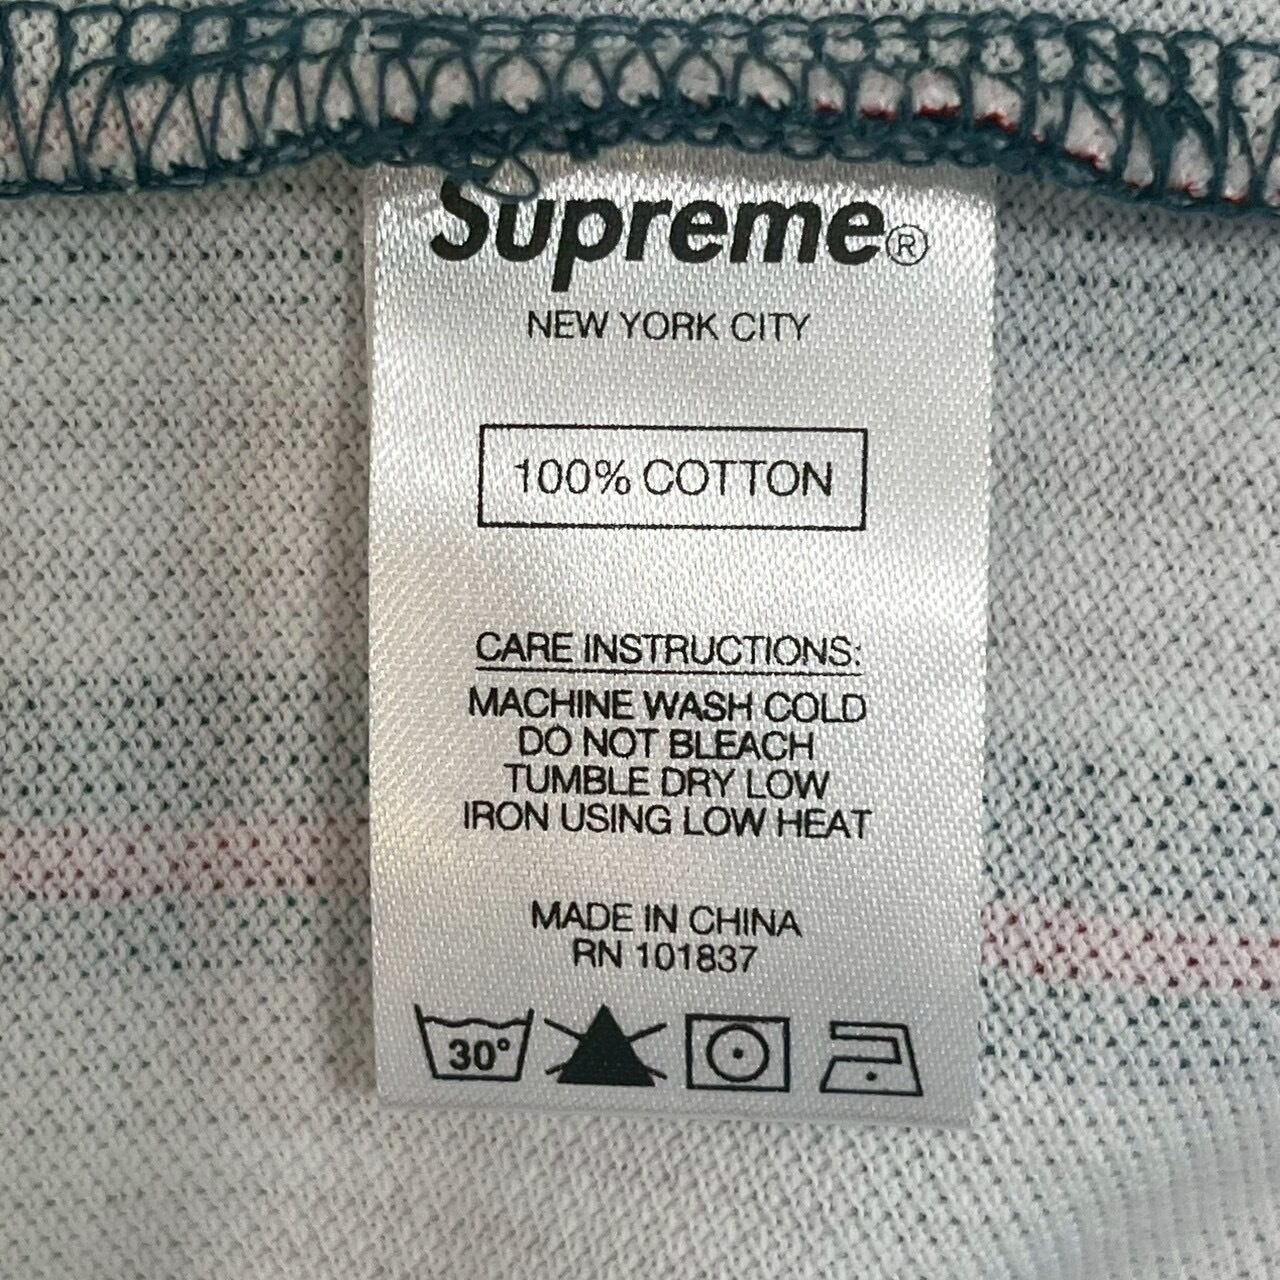 Supreme®
NEW YORK CITY
100% COTTON
CARE INSTRUCTIONS:
MACHINE WASH COLD
DO NOT BLEACH
TUMBLE DRY LOW
IRON USING LOW HEAT
MADE IN CHINA
RN 101837
30°